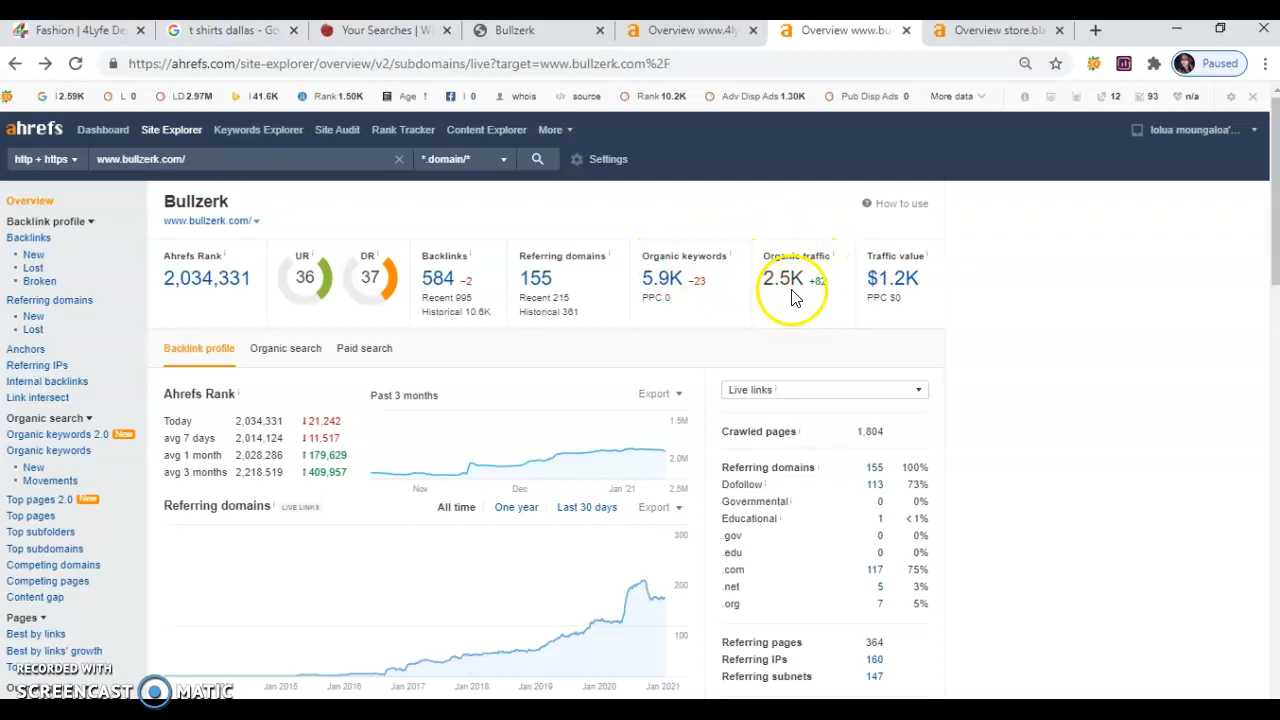 Fashion | 4Lyfe De
t shirts dallas - Go
Your Searches | W
Bullzerk
Overview www.4ly
Overview www.bu
Overview store.bla
https://ahrefs.com/site-explorer/overview/v2/subdomains/live?target=www.bullzerk.com%2F
Paused
I 2.59K
L 0
LD 2.97M
I 41.6K
Rank 1.50K
Age
I 0
whois
source
Rank 10.2K
Adv Disp Ads 1.30K
Pub Disp Ads 0
More data
12
93
n/a
ahrefs
Dashboard
Site Explorer
Keywords Explorer
Site Audit
Rank Tracker
Content Explorer
More
lolua moungaloa'...
http + https
www.bullzerk.com/
*.domain/*
Settings
Overview
Backlink profile
Backlinks
New
Lost
Broken
Referring domains
New
Lost
Anchors
Referring IPs
Internal backlinks
Link intersect
Organic search
Organic keywords 2.0 New
Organic keywords
New
Movements
Top pages 2.0 New
Top pages
Top subfolders
Top subdomains
Competing domains
Competing pages
Content gap
Pages
Best by links
Best by links' growth
Bullzerk
www.bullzerk.com/
How to use
Ahrefs Rank
2,034,331
UR
36
DR
37
Backlinks
584 -2
Recent 995
Historical 10.6K
Referring domains
155
Recent 215
Historical 361
Organic keywords
5.9K -23
PPC 0
Organic traffic
2.5K +82
Traffic value
$1.2K
PPC $0
Backlink profile
Organic search
Paid search
Ahrefs Rank
Past 3 months
Export
Today 2,034,331 21,242
avg 7 days 2,014,124 11,517
avg 1 month 2,028,286 179,629
avg 3 months 2,218,519 409,957
1.5M
2.0M
2.5M
Nov
Dec
Jan '21
Referring domains LIVE LINKS
All time
One year
Last 30 days
Export
300
200
100
Jan 2015
Jan 2016
Jan 2017
Jan 2018
Jan 2019
Jan 2020
Jan 2021
Live links
Crawled pages 1,804
Referring domains 155 100%
Dofollow 113 73%
Governmental 0 0%
Educational 1 <1%
.gov 0 0%
.edu 0 0%
.com 117 75%
.net 5 3%
.org 7 5%
Referring pages 364
Referring IPs 160
Referring subnets 147
RECORDED WITH
SCREENCAST MATIC